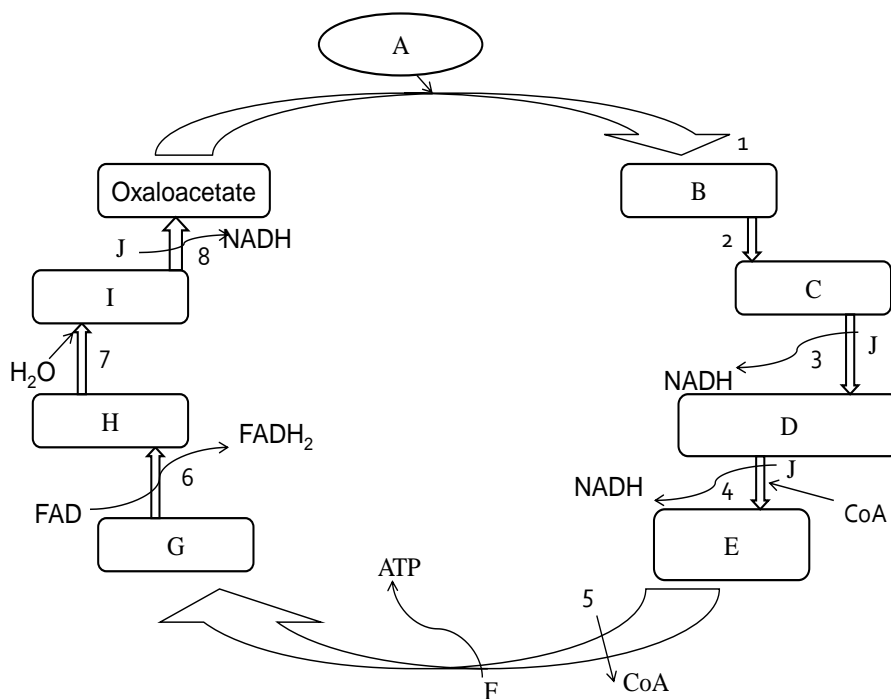 A
1
Oxaloacetate
B
J
NADH
8
2
I
C
H₂O
7
J
3
NADH
H
D
FADH₂
6
J
NADH
4
FAD
CoA
G
E
ATP
5
F
CoA